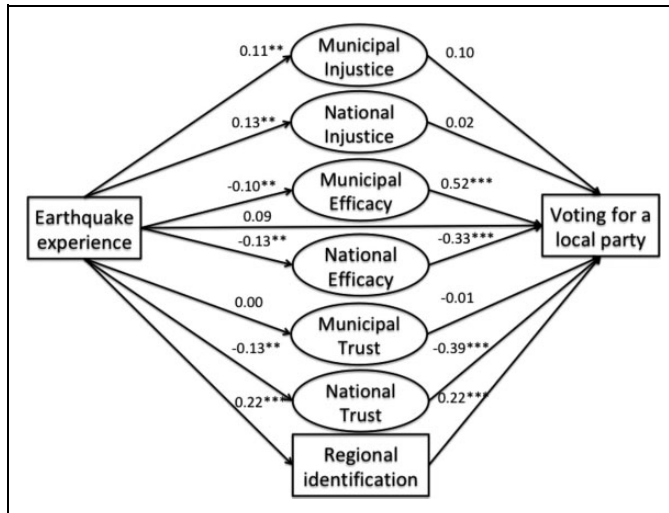 0.11**
Municipal
Injustice
0.10
0.13**
National
Injustice
0.02
-0.10**
Municipal
Efficacy
0.52***
Earthquake
experience
0.09
Voting for a
local party
-0.13**
National
Efficacy
-0.33***
0.00
Municipal
Trust
-0.01
-0.13**
National
Trust
-0.39***
0.22***
Regional
identification
0.22***